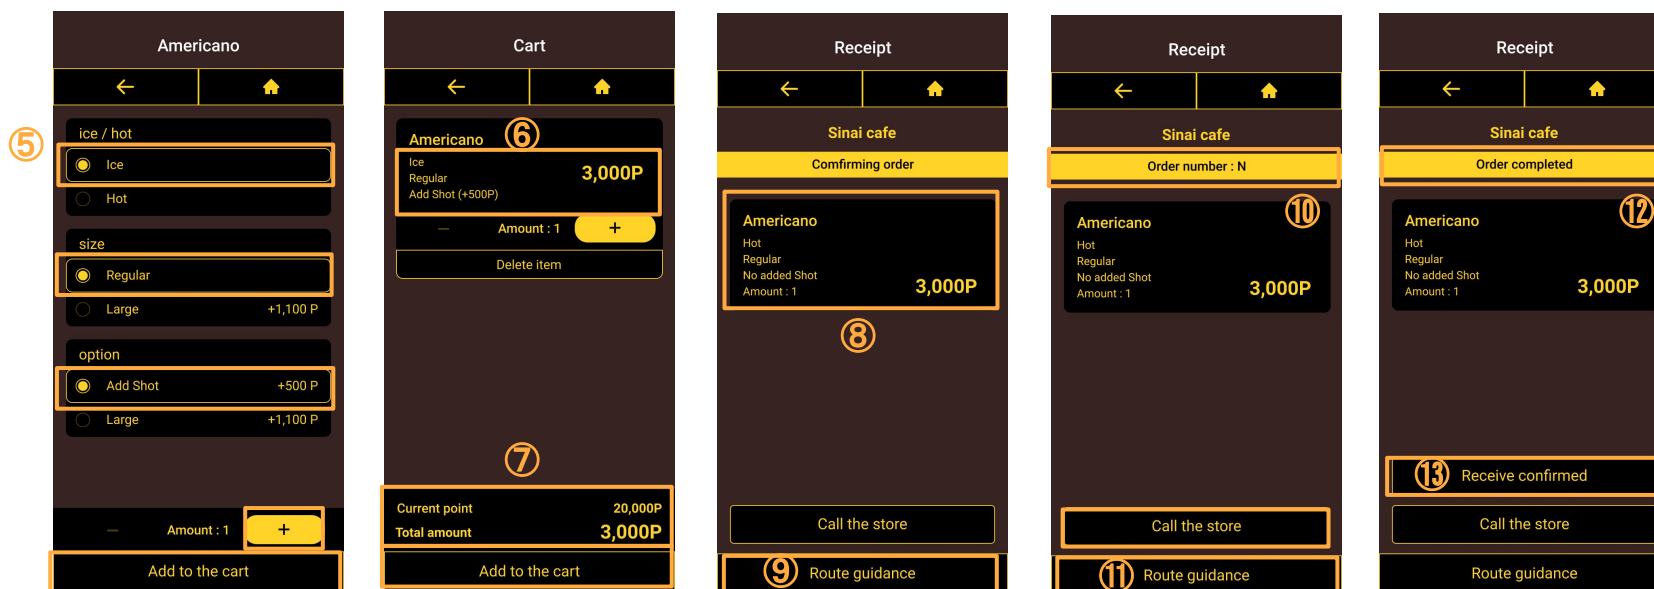 Americano
⑤
ice / hot
Ice
Hot
size
Regular
Large +1,100 P
option
Add Shot +500 P
Large +1,100 P
— Amount : 1 +
Add to the cart
Cart
Americano
⑥
Ice
Regular
Add Shot (+500P)
3,000P
— Amount : 1 +
Delete item
⑦
Current point 20,000P
Total amount 3,000P
Add to the cart
Receipt
Sinai cafe
Comfirming order
Americano
Hot
Regular
No added Shot
Amount : 1
3,000P
⑧
Call the store
⑨ Route guidance
Receipt
Sinai cafe
Order number : N
⑩
Americano
Hot
Regular
No added Shot
Amount : 1
3,000P
Call the store
⑪ Route guidance
Receipt
Sinai cafe
Order completed
⑫
Americano
Hot
Regular
No added Shot
Amount : 1
3,000P
⑬ Receive confirmed
Call the store
Route guidance